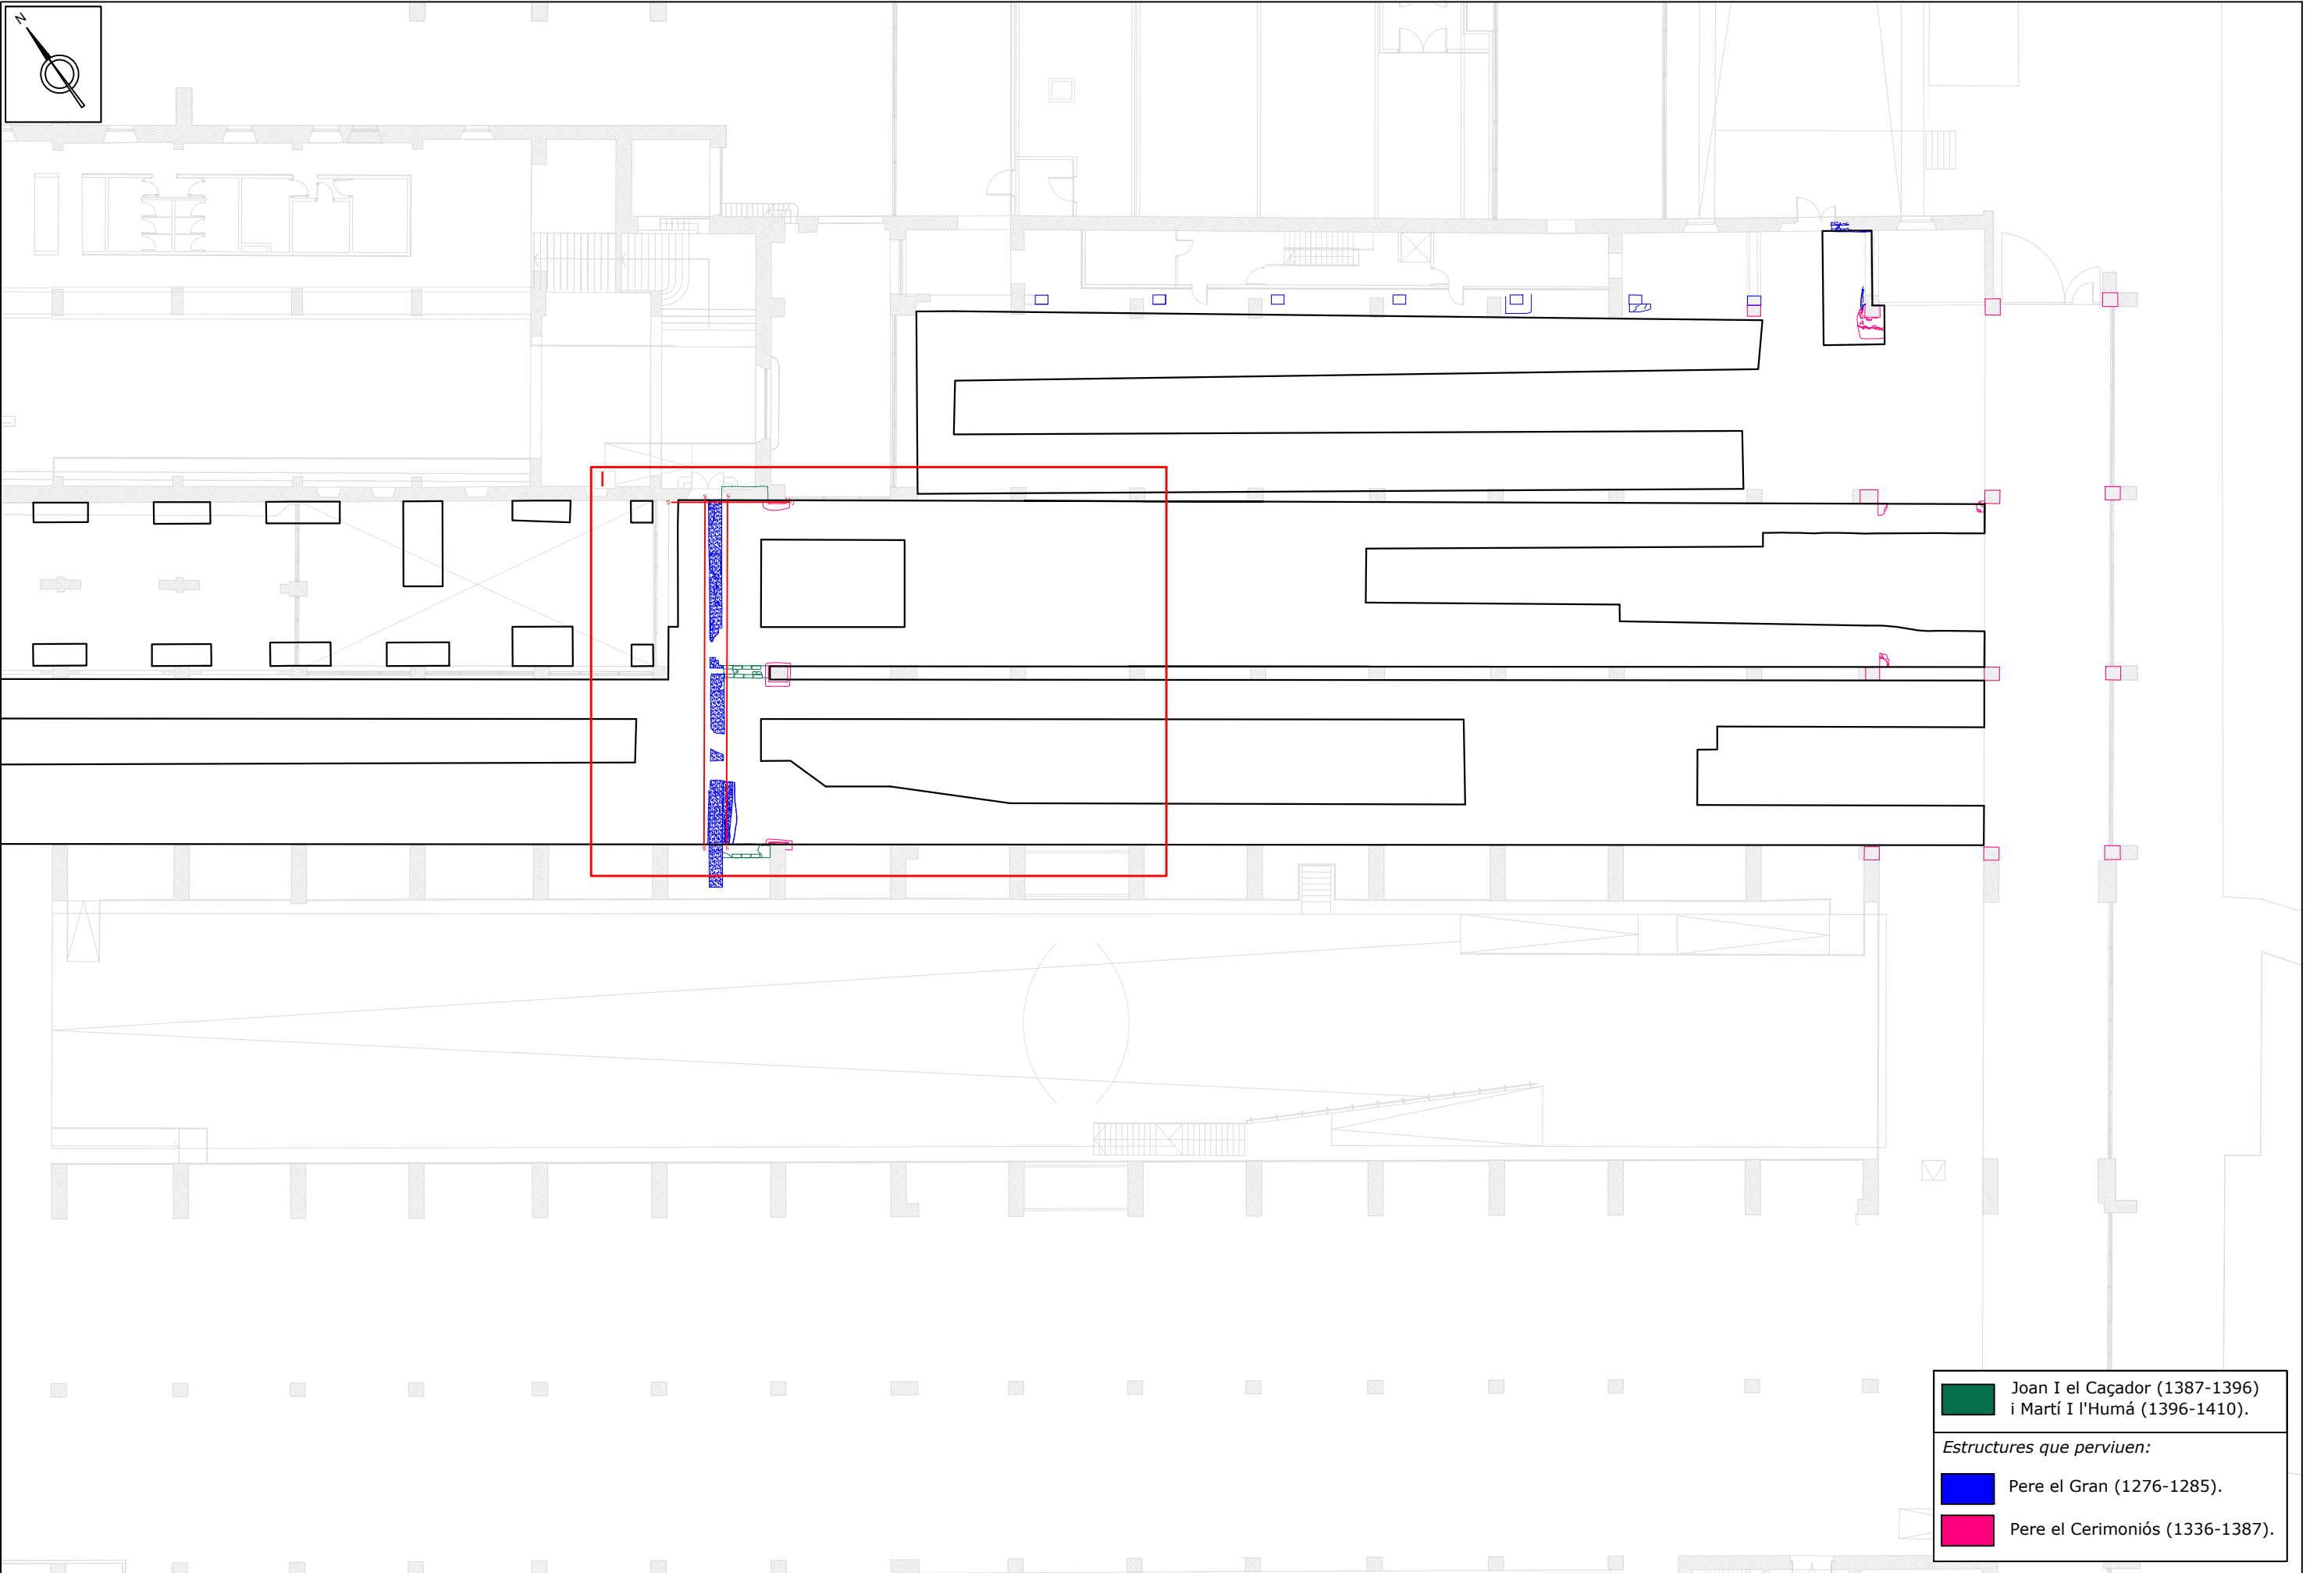 N
I
Joan I el Caçador (1387-1396)
i Martí I l'Humá (1396-1410).
Estructures que perviuen:
Pere el Gran (1276-1285).
Pere el Cerimoniós (1336-1387).